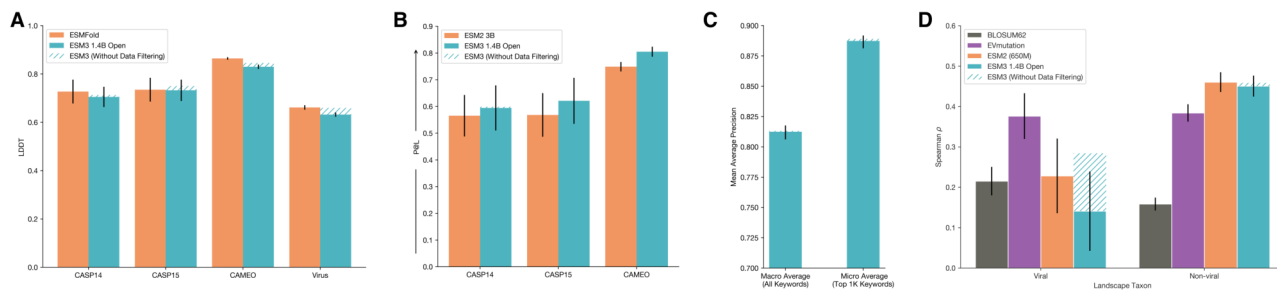 A
ESMFold
ESM3 1.4B Open
ESM3 (Without Data Filtering)
LDDT
1.0
0.8
0.6
0.4
0.2
0.0
CASP14
CASP15
CAMEO
Virus
B
ESM2 3B
ESM3 1.4B Open
ESM3 (Without Data Filtering)
P@L
0.9
0.8
0.7
0.6
0.5
0.4
0.3
0.2
0.1
0.0
CASP14
CASP15
CAMEO
C
Mean Average Precision
0.900
0.875
0.850
0.825
0.800
0.775
0.750
0.725
0.700
Macro Average
(All Keywords)
Micro Average
(Top 1K Keywords)
D
BLOSUM62
EVmutation
ESM2 (650M)
ESM3 1.4B Open
ESM3 (Without Data Filtering)
Spearman ρ
0.6
0.5
0.4
0.3
0.2
0.1
0.0
Viral
Non-viral
Landscape Taxon